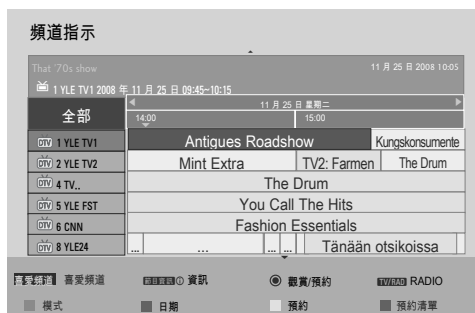 頻道指示
That '70s show 11 月 25 日 2008 10:05
1 YLE TV1 2008 年 11 月 25 日 09:45~10:15
全部 11 月 25 日 星期二
14:00 15:00
DTV 1 YLE TV1 Antigues Roadshow Kungskonsumente
DTV 2 YLE TV2 Mint Extra TV2: Farmen The Drum
DTV 4 TV.. The Drum
DTV 5 YLE FST You Call The Hits
DTV 6 CNN Fashion Essentials
DTV 8 YLE24 ... ... ... ... Tänään otsikoissa
喜愛頻道 喜愛頻道 節目資訊 ⓘ 資訊 ◉ 觀賞/預約 TV/RAD RADIO
模式 日期 預約 預約清單